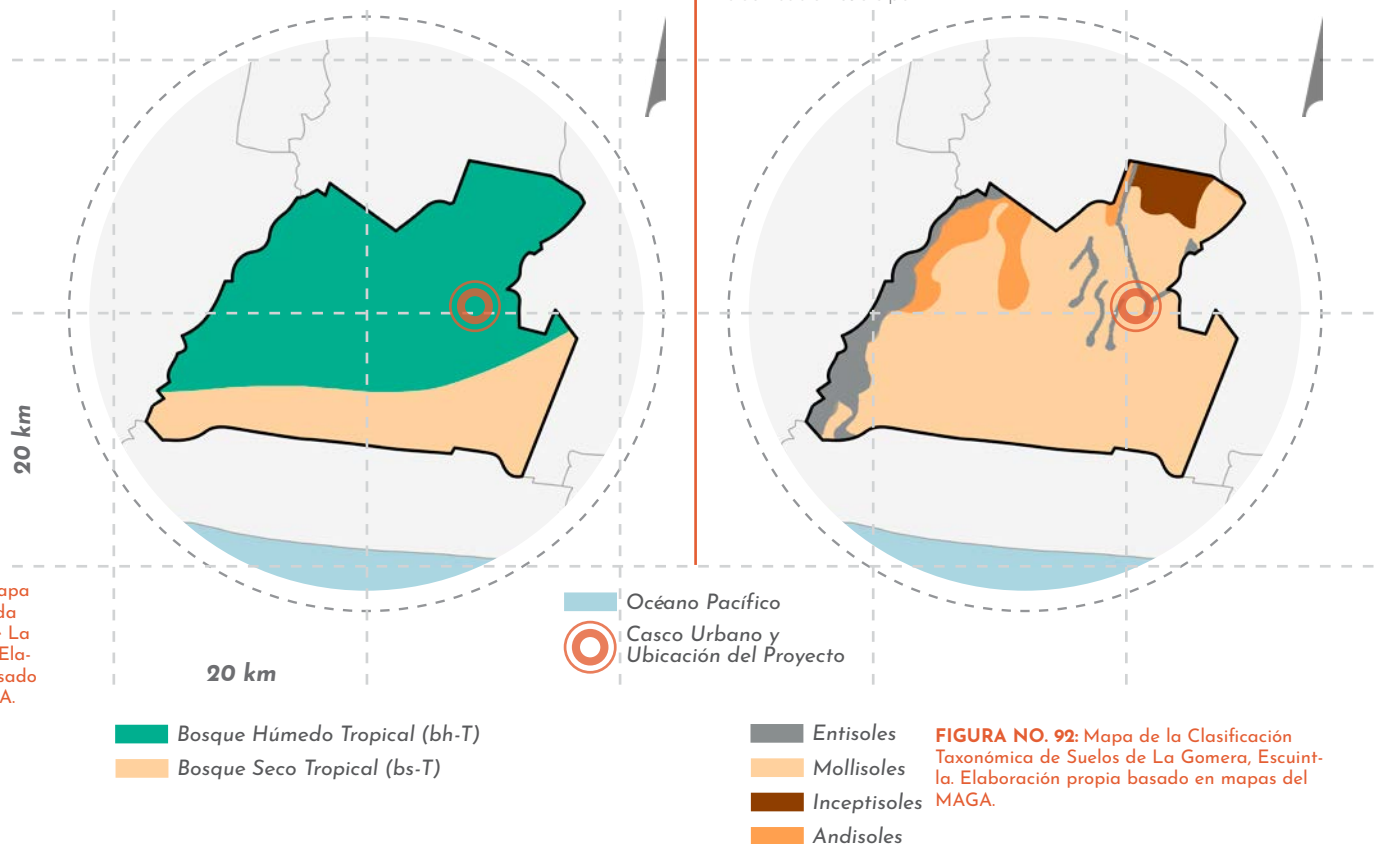 20 km
20 km
Océano Pacífico
Casco Urbano y
Ubicación del Proyecto
Bosque Húmedo Tropical (bh-T)
Bosque Seco Tropical (bs-T)
Entisoles
Mollisoles
Inceptisoles
Andisoles
FIGURA NO. 92: Mapa de la Clasificación
Taxonómica de Suelos de La Gomera, Escuint-
la. Elaboración propia basado en mapas del
MAGA.
La
Ela-